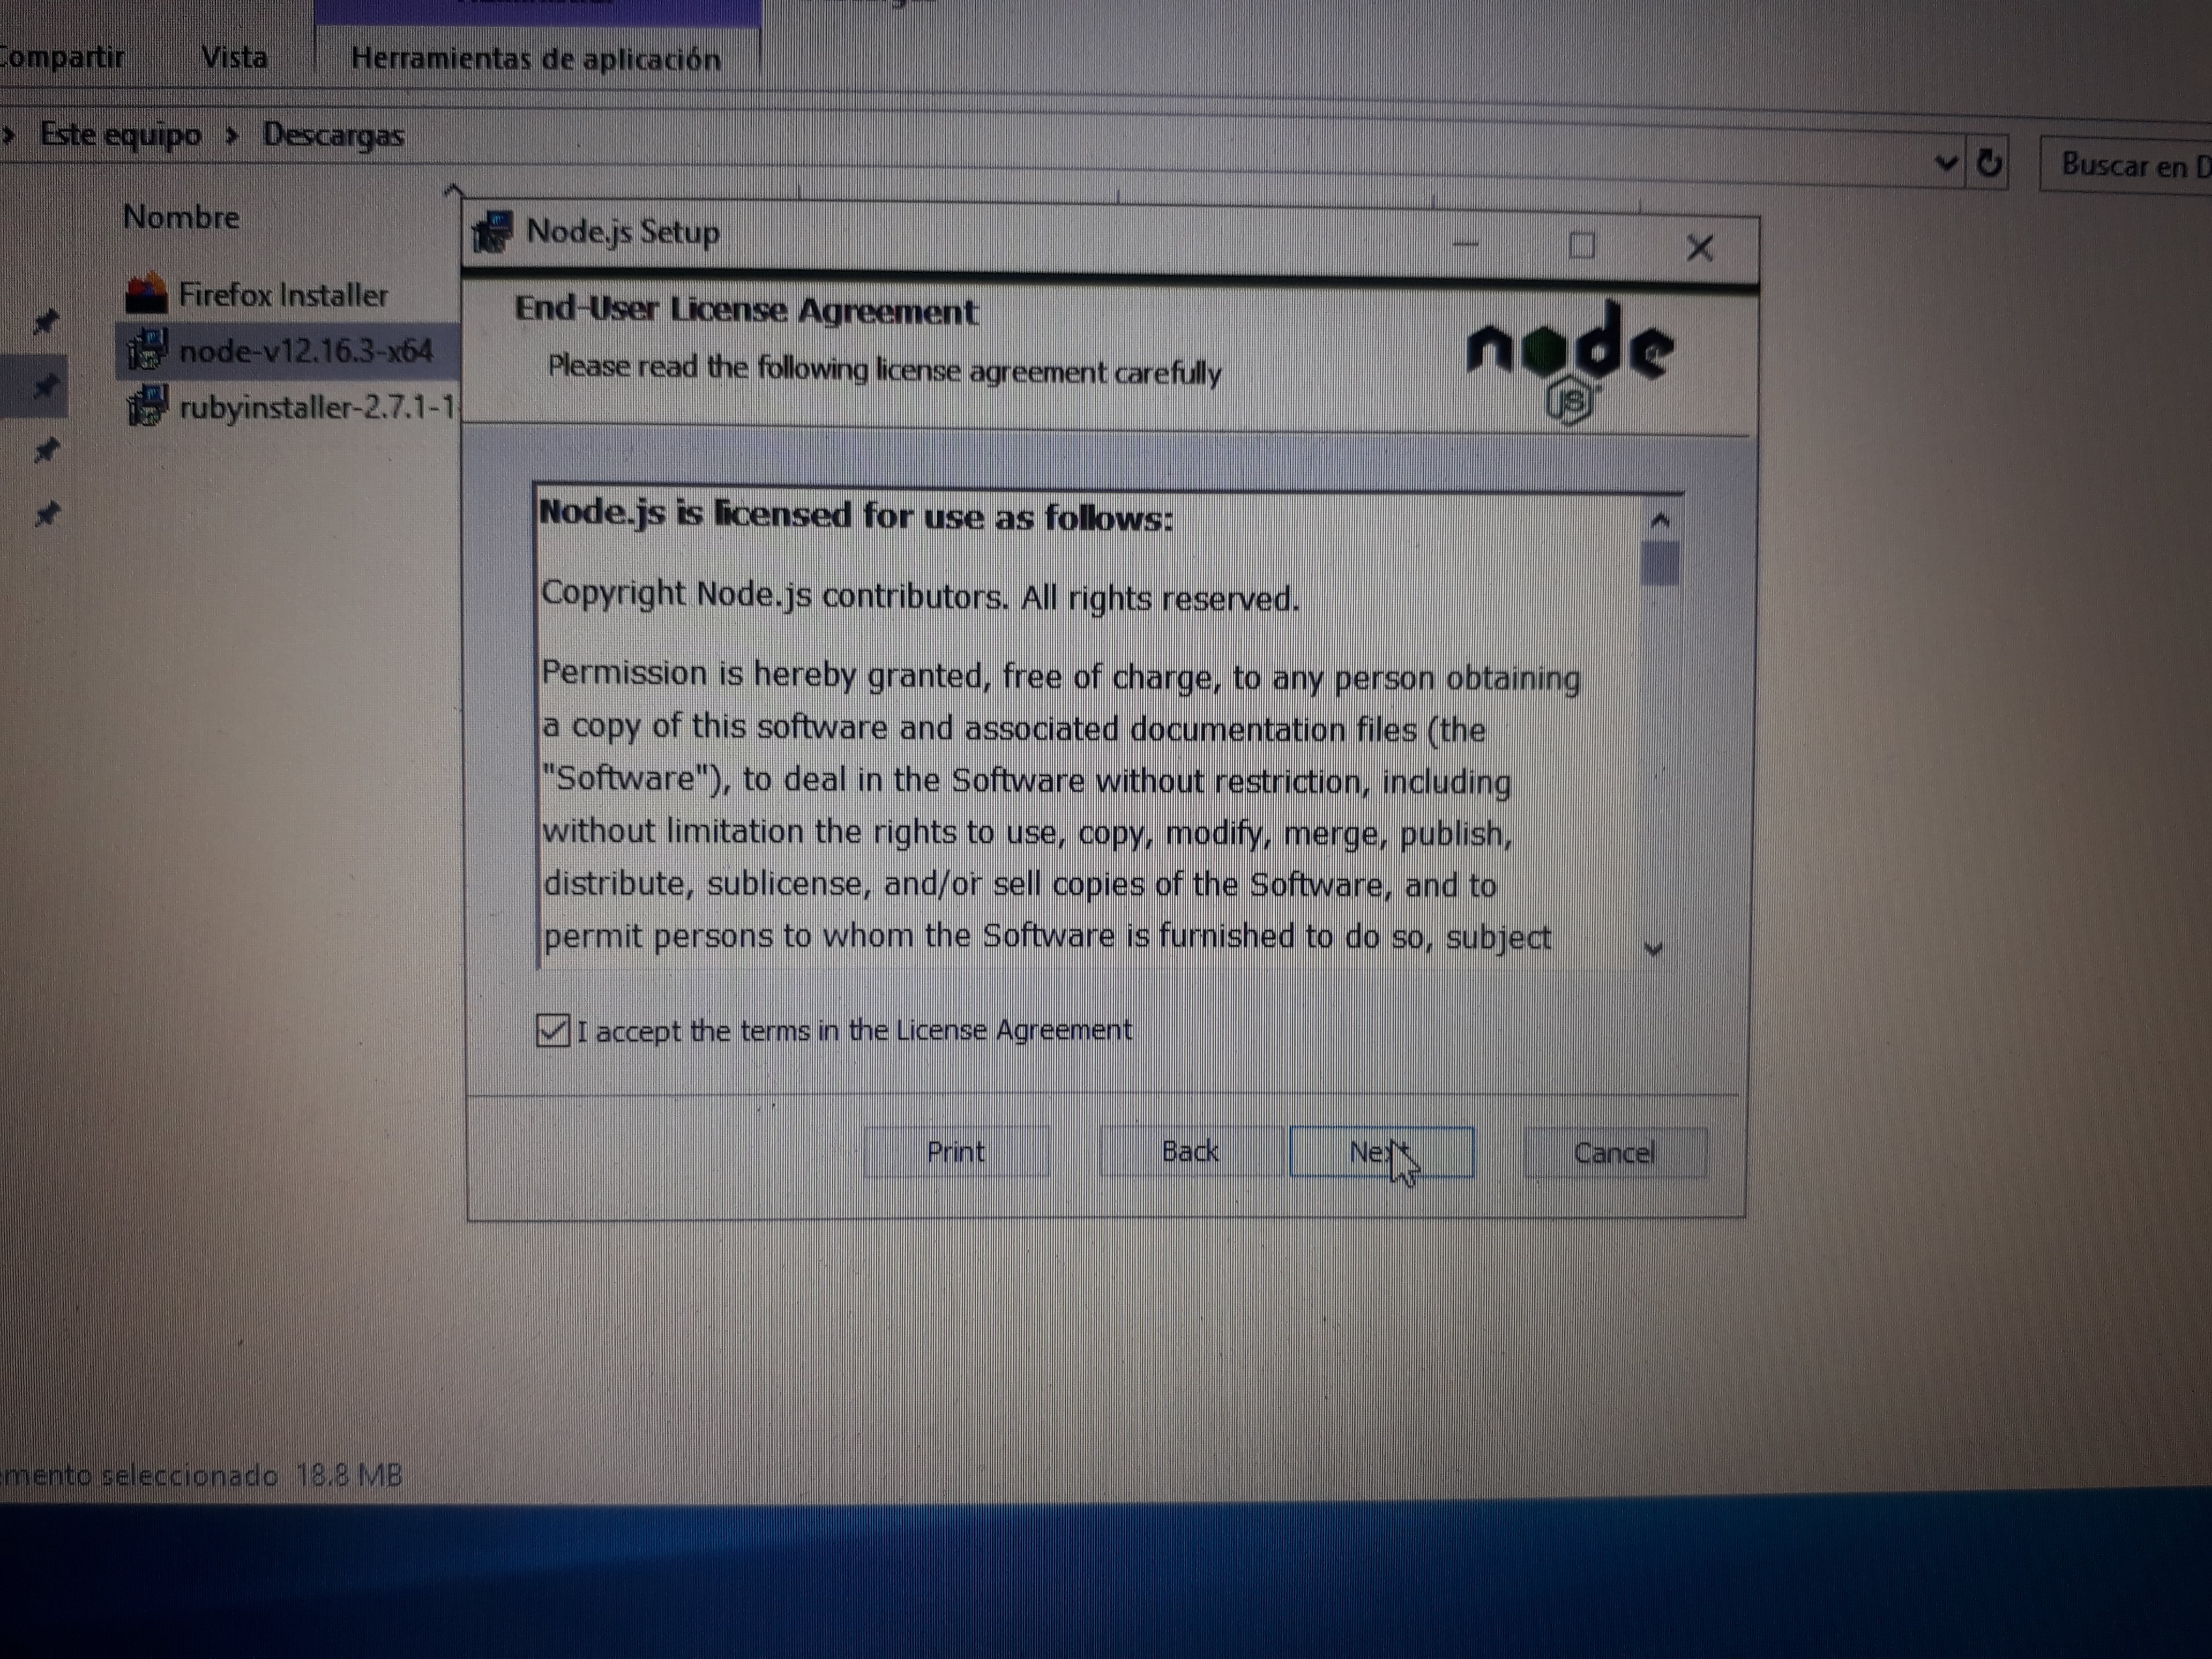 Compartir Vista Herramientas de aplicación
Este equipo Descargas
Buscar en D
Nombre
Firefox Installer
node-v12.16.3-x64
rubyinstaller-2.7.1-1
Node.js Setup
End-User License Agreement
Please read the following license agreement carefully
node
JS
Node.js is licensed for use as follows:
Copyright Node.js contributors. All rights reserved.
Permission is hereby granted, free of charge, to any person obtaining
a copy of this software and associated documentation files (the
"Software"), to deal in the Software without restriction, including
without limitation the rights to use, copy, modify, merge, publish,
distribute, sublicense, and/or sell copies of the Software, and to
permit persons to whom the Software is furnished to do so, subject
I accept the terms in the License Agreement
Print Back Next Cancel
emento seleccionado 18.8 MB